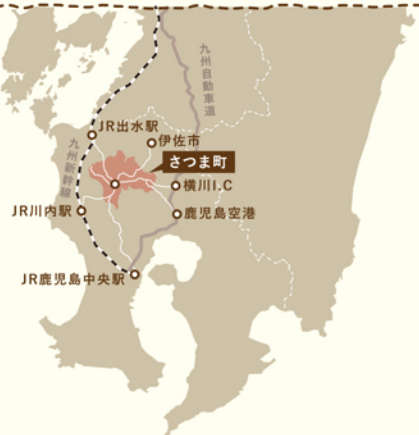 九州自動車道
JR出水駅
伊佐市
九州新幹線
さつま町
横川I.C
JR川内駅
鹿児島空港
JR鹿児島中央駅